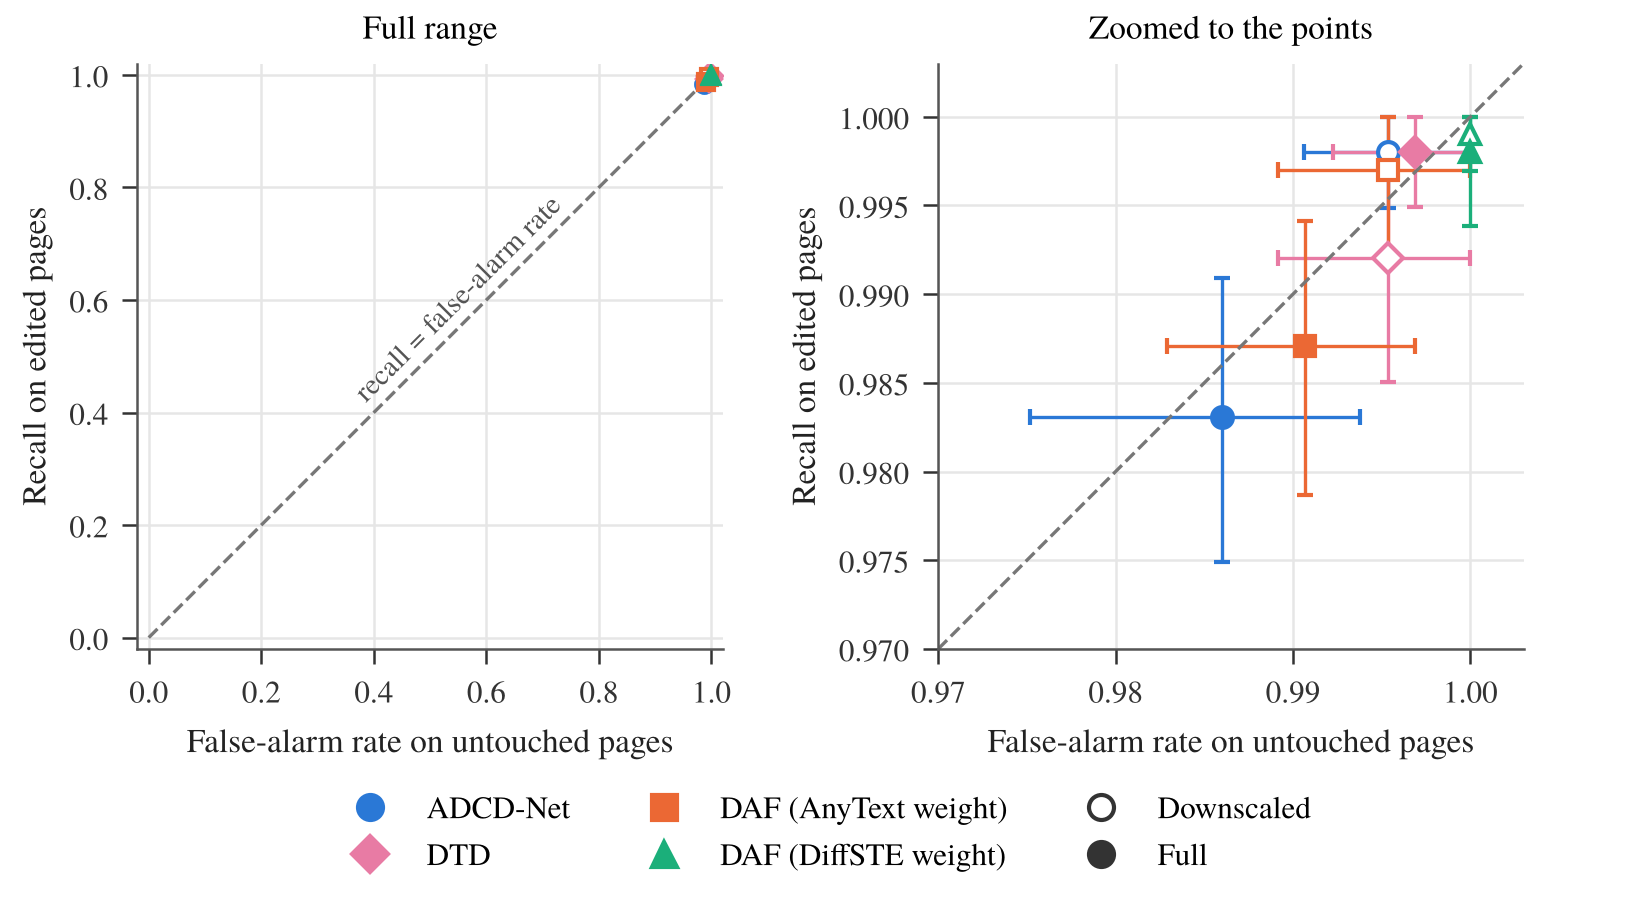 Full range
Zoomed to the points
1.0
0.8
0.6
0.4
0.2
0.0
Recall on edited pages
recall = false-alarm rate
0.0 0.2 0.4 0.6 0.8 1.0
False-alarm rate on untouched pages
1.000
0.995
0.990
0.985
0.980
0.975
0.970
Recall on edited pages
0.97 0.98 0.99 1.00
False-alarm rate on untouched pages
ADCD-Net
DTD
DAF (AnyText weight)
DAF (DiffSTE weight)
Downscaled
Full